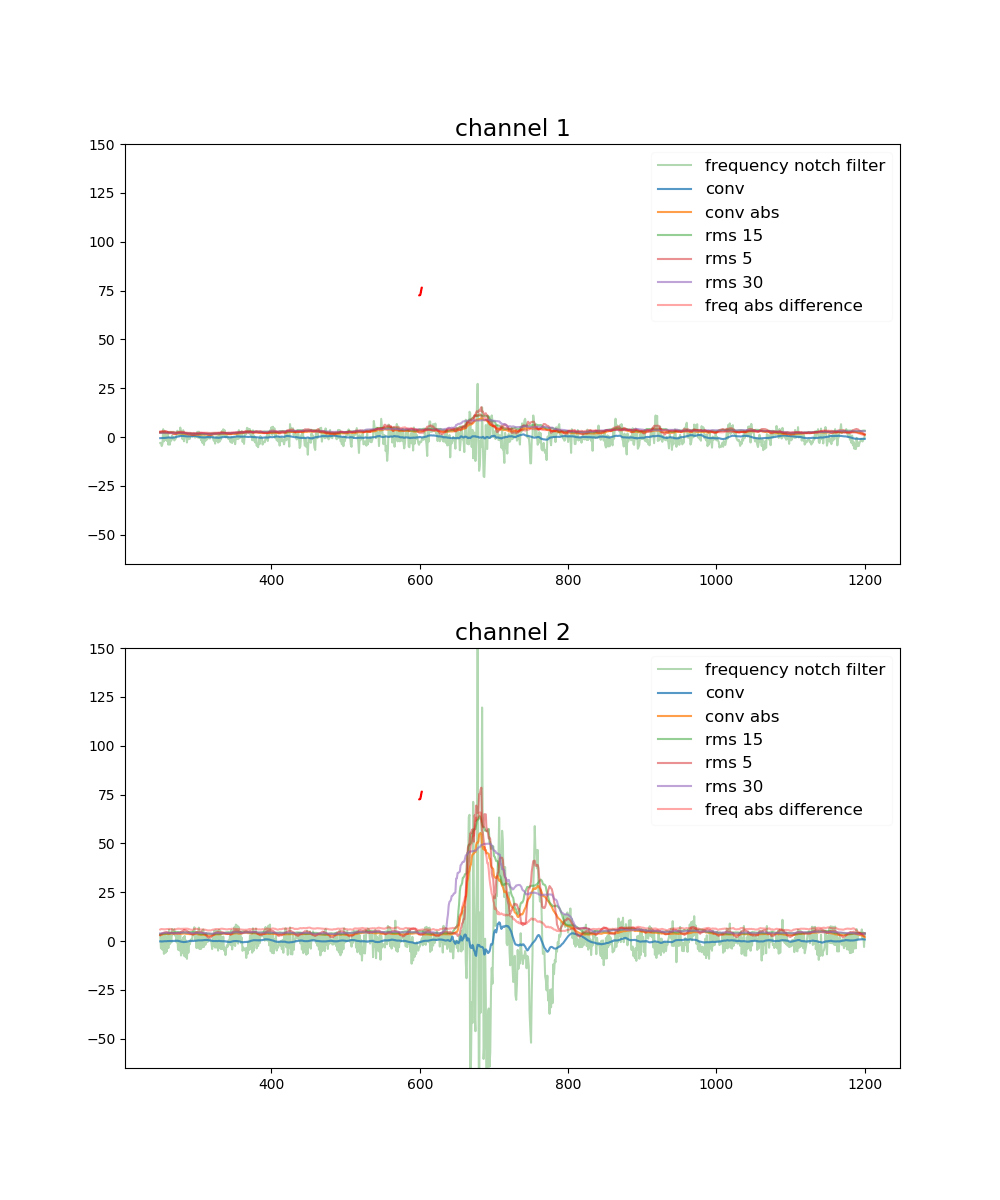 channel 1
150
125
100
75
50
25
0
−25
−50
400 600 800 1000 1200
frequency notch filter
conv
conv abs
rms 15
rms 5
rms 30
freq abs difference
J
channel 2
150
125
100
75
50
25
0
−25
−50
400 600 800 1000 1200
frequency notch filter
conv
conv abs
rms 15
rms 5
rms 30
freq abs difference
J